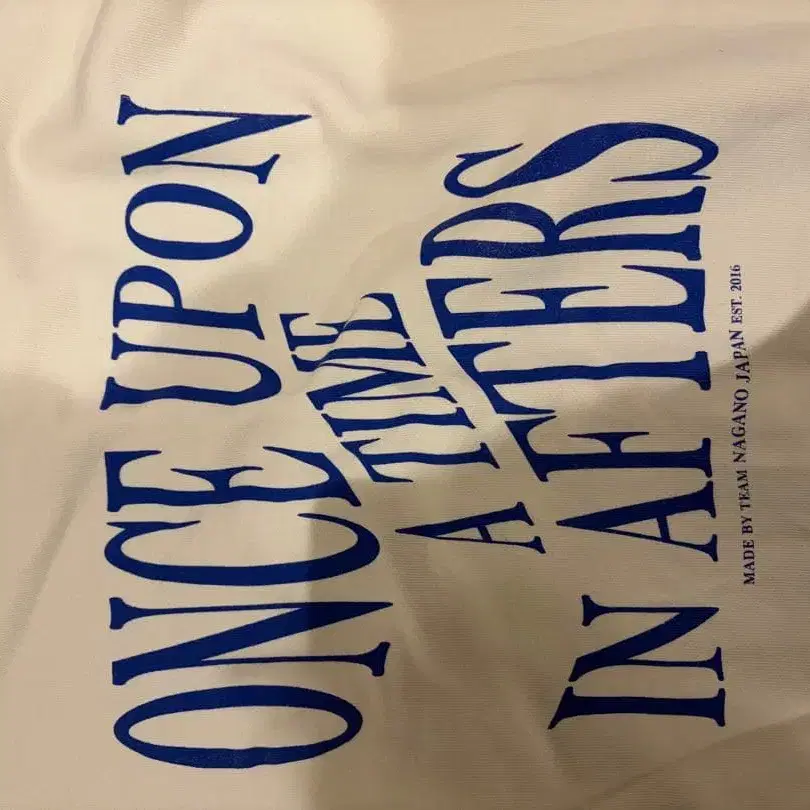 ONCE UPON
A TIME
IN AFTERS
MADE BY TEAM NAGANO JAPAN EST. 2016